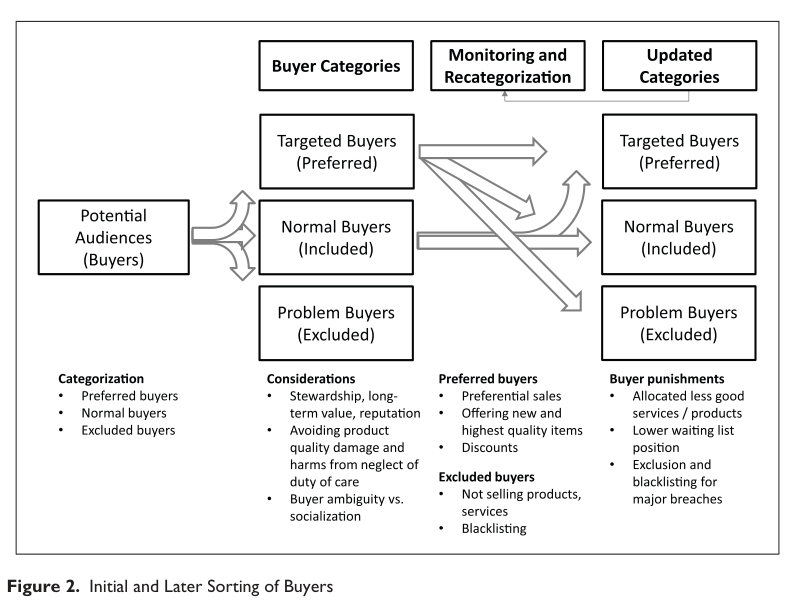 Buyer Categories
Monitoring and
Recategorization
Updated
Categories
Targeted Buyers
(Preferred)
Targeted Buyers
(Preferred)
Potential
Audiences
(Buyers)
Normal Buyers
(Included)
Normal Buyers
(Included)
Problem Buyers
(Excluded)
Problem Buyers
(Excluded)
Categorization
• Preferred buyers
• Normal buyers
• Excluded buyers
Considerations
• Stewardship, long-
term value, reputation
• Avoiding product
quality damage and
harms from neglect of
duty of care
• Buyer ambiguity vs.
socialization
Preferred buyers
• Preferential sales
• Offering new and
highest quality items
• Discounts
Excluded buyers
• Not selling products,
services
• Blacklisting
Buyer punishments
• Allocated less good
services / products
• Lower waiting list
position
• Exclusion and
blacklisting for
major breaches
Figure 2. Initial and Later Sorting of Buyers